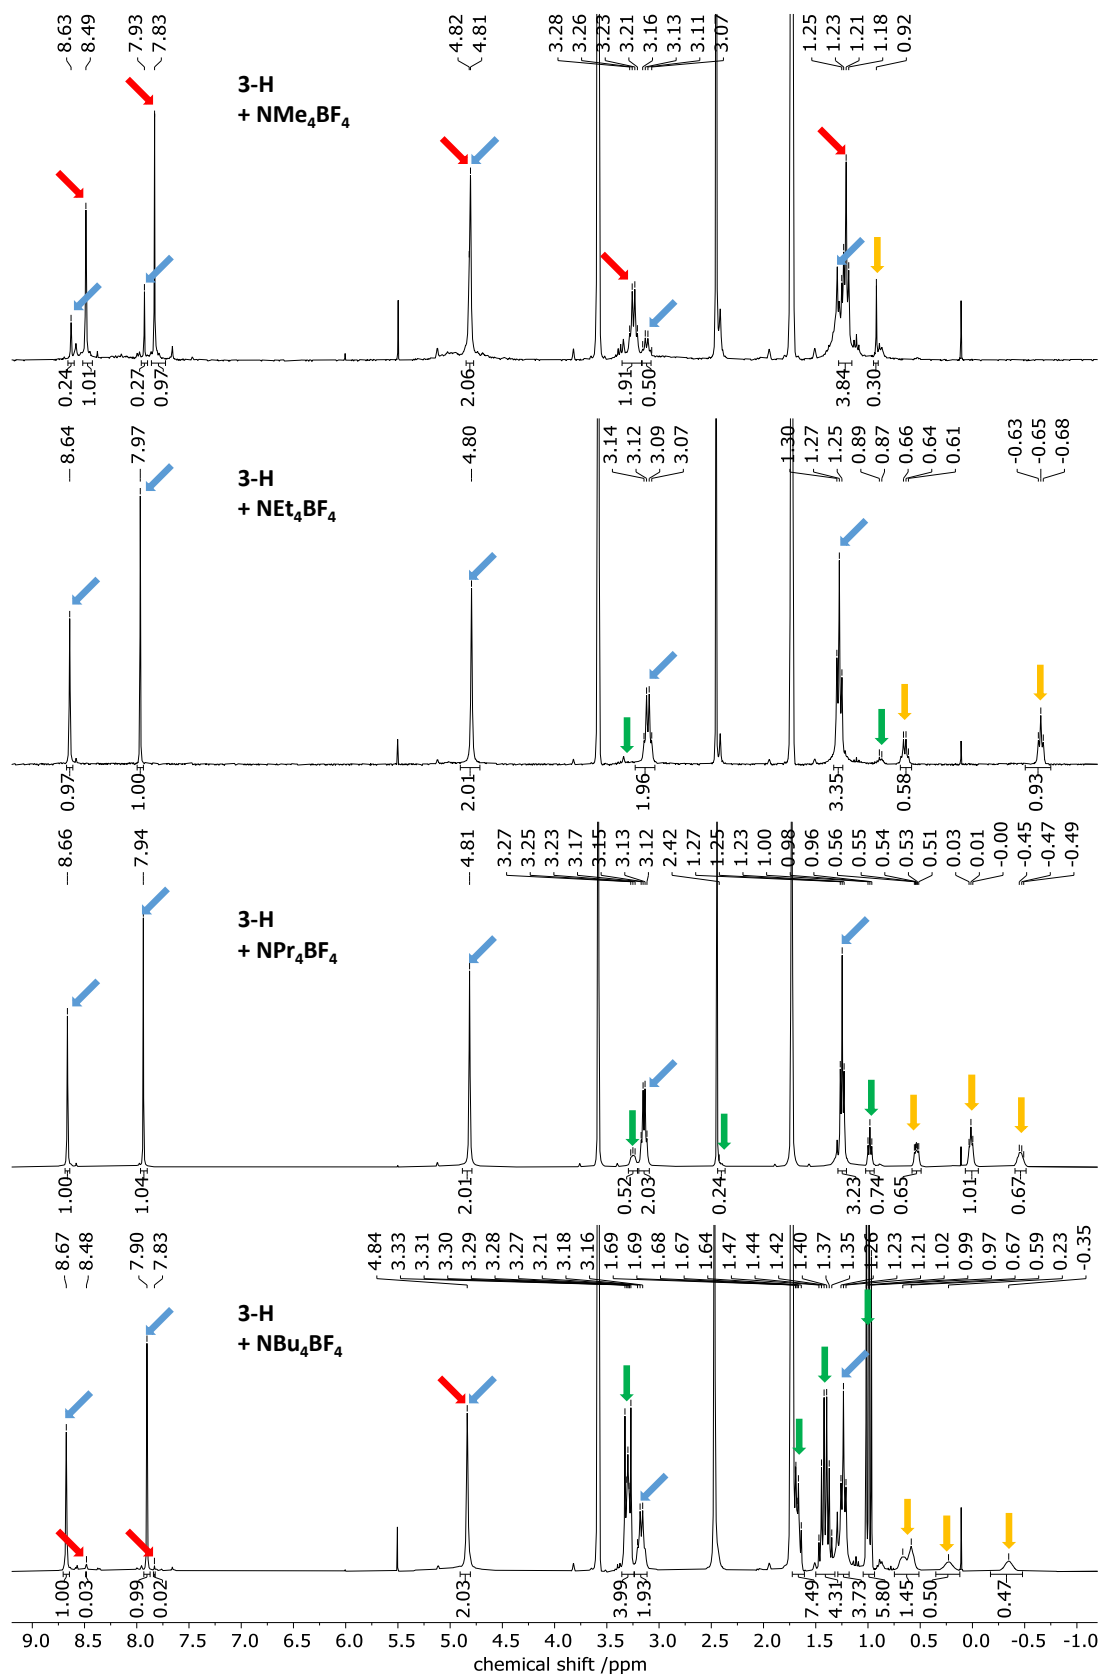 8.63 8.49 7.93 7.83 4.82 4.81 3.28 3.26 3.23 3.21 3.16 3.13 3.11 3.07 1.25 1.23 1.21 1.18 0.92
3-H
+ NMe4BF4
0.24 1.01 0.27 0.97 2.06 1.91 0.50 3.84 0.30
8.64 7.97 4.80 3.14 3.12 3.09 3.07 1.30 1.27 1.25 0.89 0.87 0.66 0.64 0.61 -0.63 -0.65 -0.68
3-H
+ NEt4BF4
0.97 1.00 2.01 1.96 3.35 0.58 0.93
8.66 7.94 4.81 3.27 3.25 3.23 3.17 3.15 3.13 3.12 2.42 1.27 1.25 1.23 1.00 0.98 0.96 0.56 0.55 0.54 0.53 0.51 0.03 0.01 -0.00 -0.45 -0.47 -0.49
3-H
+ NPr4BF4
1.00 1.04 2.01 0.52 2.03 0.24 3.23 0.74 0.65 1.01 0.67
8.67 8.48 7.90 7.83 4.84 3.33 3.31 3.30 3.29 3.28 3.27 3.21 3.18 3.16 1.69 1.69 1.68 1.67 1.64 1.47 1.44 1.42 1.40 1.37 1.35 1.26 1.23 1.21 1.02 0.99 0.97 0.67 0.59 0.23 -0.35
3-H
+ NBu4BF4
1.00 0.03 0.99 0.02 2.03 3.99 1.93 7.49 4.31 3.73 5.80 1.45 0.50 0.47
9.0 8.5 8.0 7.5 7.0 6.5 6.0 5.5 5.0 4.5 4.0 3.5 3.0 2.5 2.0 1.5 1.0 0.5 0.0 -0.5 -1.0
chemical shift /ppm